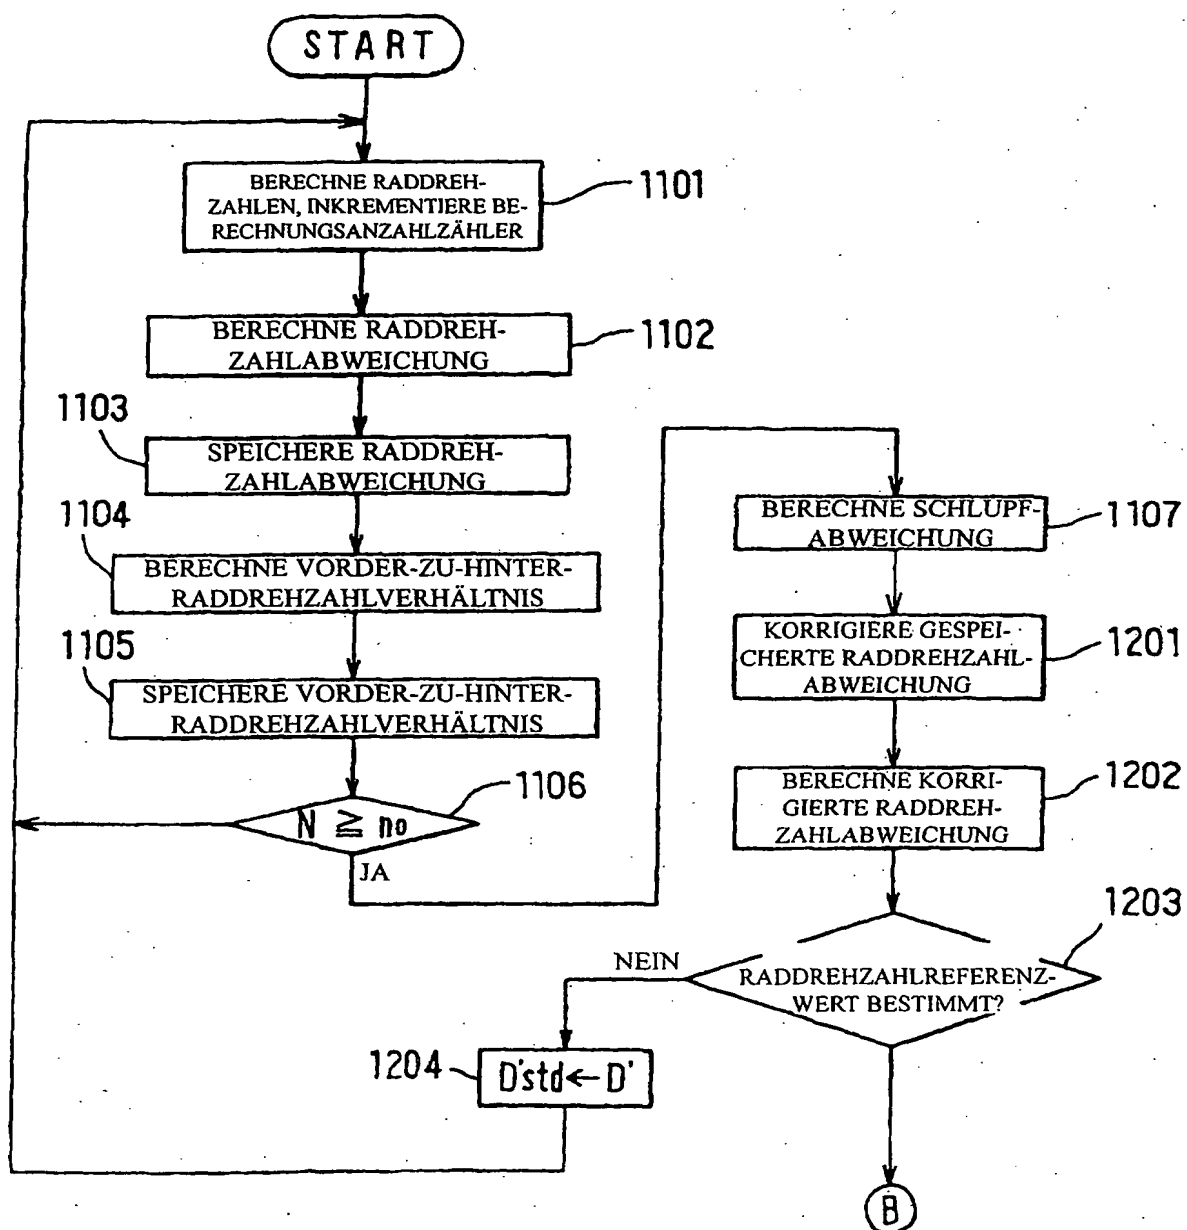 START
BERECHNE RADDREH-
ZAHLEN, INKREMENTIERE BE-
RECHNUNGSANZAHLZÄHLER
1101
BERECHNE RADDREH-
ZAHLABWEICHUNG
1102
1103
SPEICHERE RADDREH-
ZAHLABWEICHUNG
1104
BERECHNE VORDER-ZU-HINTER-
RADDREHZAHLVERHÄLTNIS
1105
SPEICHERE VORDER-ZU-HINTER-
RADDREHZAHLVERHÄLTNIS
N ≧ no
1106
JA
BERECHNE SCHLUPF-
ABWEICHUNG
1107
KORRIGIERE GESPEI-
CHERTE RADDREHZAHL-
ABWEICHUNG
1201
BERECHNE KORRI-
GIERTE RADDREH-
ZAHLABWEICHUNG
1202
1203
NEIN
RADDREHZAHLREFERENZ-
WERT BESTIMMT?
1204
D'std←D'
B